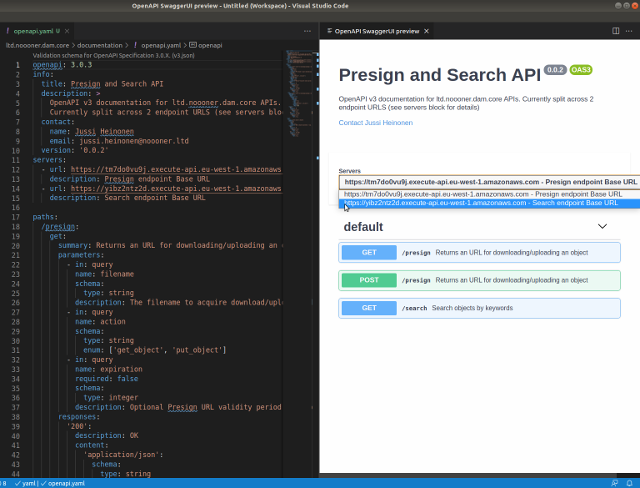 OpenAPI SwaggerUI preview - Untitled (Workspace) - Visual Studio Code
openapi.yaml U
OpenAPI SwaggerUI preview
ltd.noooner.dam.core > documentation > openapi.yaml > openapi
Validation schema for OpenAPI Specification 3.0.X. (v3.json)
1 openapi: 3.0.3
2 info:
3 title: Presign and Search API
4 description: >
5 OpenAPI v3 documentation for ltd.noooner.dam.core APIs.
6 Currently split across 2 endpoint URLS (see servers bloc
7 contact:
8 name: Jussi Heinonen
9 email: jussi.heinonen@noooner.ltd
10 version: '0.0.2'
11 servers:
12 - url: https://tm7do0vu9j.execute-api.eu-west-1.amazonaws
13 description: Presign endpoint Base URL
14 - url: https://yibz2ntz2d.execute-api.eu-west-1.amazonaws
15 description: Search endpoint Base URL
16
17 paths:
18 /presign:
19 get:
20 summary: Returns an URL for downloading/uploading an
21 parameters:
22 - in: query
23 name: filename
24 schema:
25 type: string
26 description: The filename to acquire download/upl
27 - in: query
28 name: action
29 schema:
30 type: string
31 enum: ['get_object', 'put_object']
32 - in: query
33 name: expiration
34 required: false
35 schema:
36 type: integer
37 description: Optional Presign URL validity period
38 responses:
39 '200':
40 description: OK
41 content:
42 'application/json':
43 schema:
44 type: string
Presign and Search API 0.0.2 OAS3
OpenAPI v3 documentation for ltd.noooner.dam.core APIs. Currently split across 2
endpoint URLS (see servers block for details)
Contact Jussi Heinonen
Servers
https://tm7do0vu9j.execute-api.eu-west-1.amazonaws.com - Presign endpoint Base URL
https://tm7do0vu9j.execute-api.eu-west-1.amazonaws.com - Presign endpoint Base URL
https://yibz2ntz2d.execute-api.eu-west-1.amazonaws.com - Search endpoint Base URL
default
GET /presign Returns an URL for downloading/uploading an object
POST /presign Returns an URL for downloading/uploading an object
GET /search Search objects by keywords
8 yaml | openapi.yaml